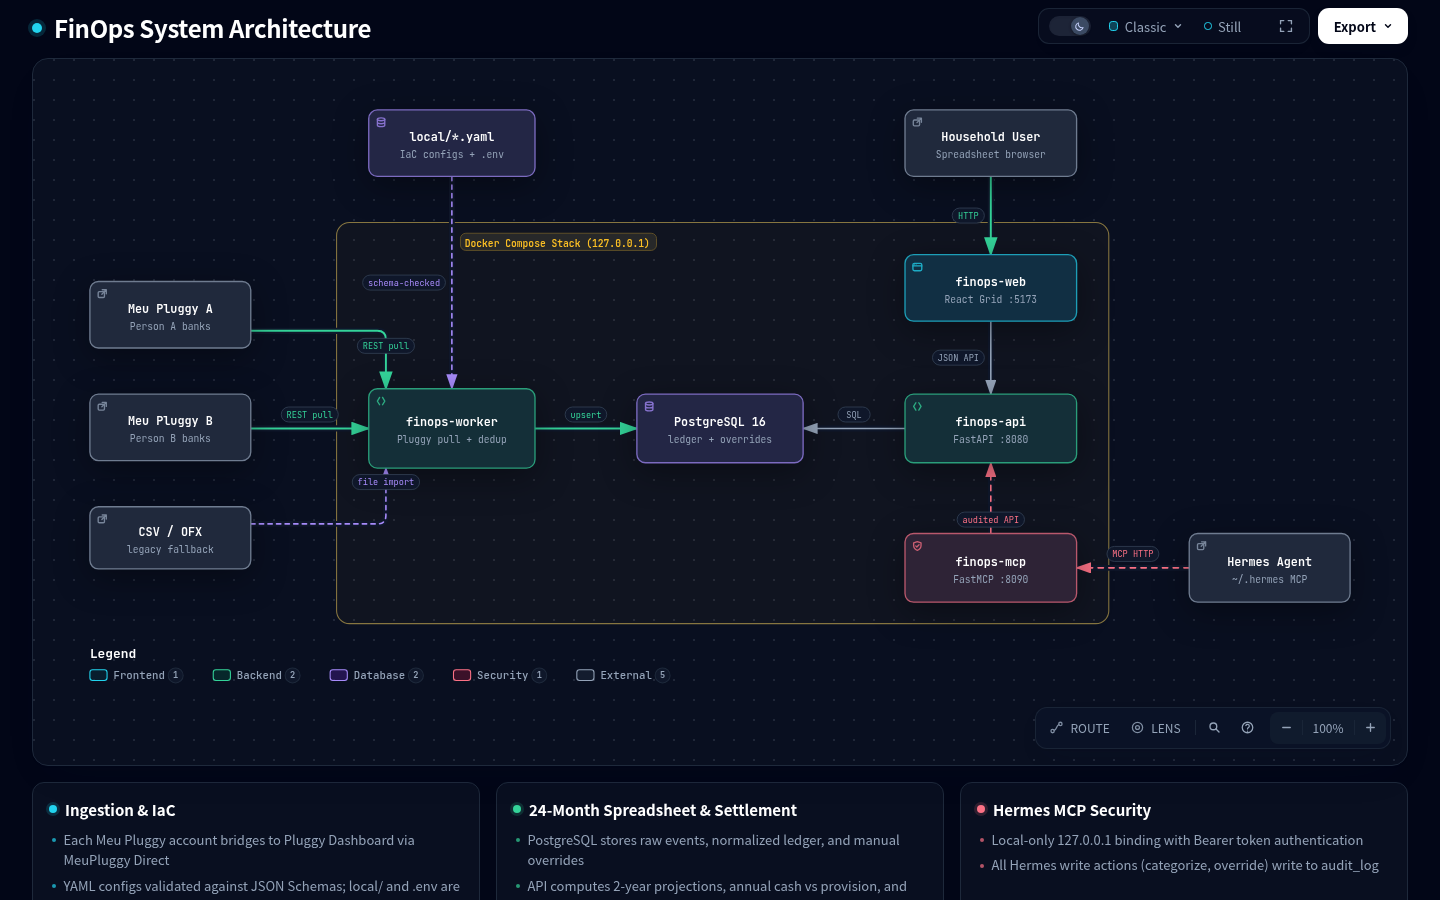 FinOps System Architecture
Classic
Still
Export
local/*.yaml
IaC configs + .env
Household User
Spreadsheet browser
HTTP
Docker Compose Stack (127.0.0.1)
finops-web
React Grid :5173
schema-checked
Meu Pluggy A
Person A banks
REST pull
JSON API
Meu Pluggy B
Person B banks
REST pull
finops-worker
Pluggy pull + dedup
upsert
PostgreSQL 16
ledger + overrides
SQL
finops-api
FastAPI :8080
file import
CSV / OFX
legacy fallback
audited API
finops-mcp
FastMCP :8090
MCP HTTP
Hermes Agent
~/.hermes MCP
Legend
Frontend 1
Backend 2
Database 2
Security 1
External 5
ROUTE
LENS
− 100% +
Ingestion & IaC
• Each Meu Pluggy account bridges to Pluggy Dashboard via
MeuPluggy Direct
• YAML configs validated against JSON Schemas; local/ and .env are
24-Month Spreadsheet & Settlement
• PostgreSQL stores raw events, normalized ledger, and manual
overrides
• API computes 2-year projections, annual cash vs provision, and
Hermes MCP Security
• Local-only 127.0.0.1 binding with Bearer token authentication
• All Hermes write actions (categorize, override) write to audit_log